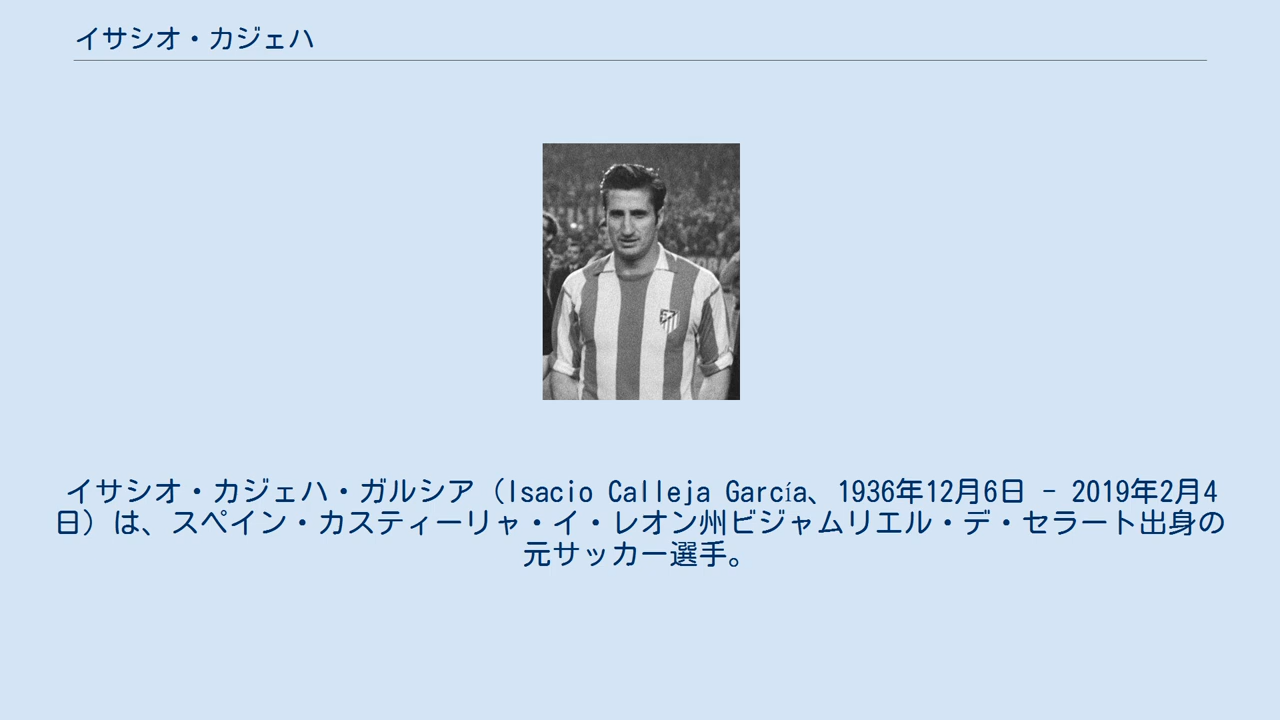 イサシオ・カジェハ
イサシオ・カジェハ・ガルシア（Isacio Calleja García、1936年12月6日 - 2019年2月4
日）は、スペイン・カスティーリャ・イ・レオン州ビジャムリエル・デ・セラート出身の
元サッカー選手。